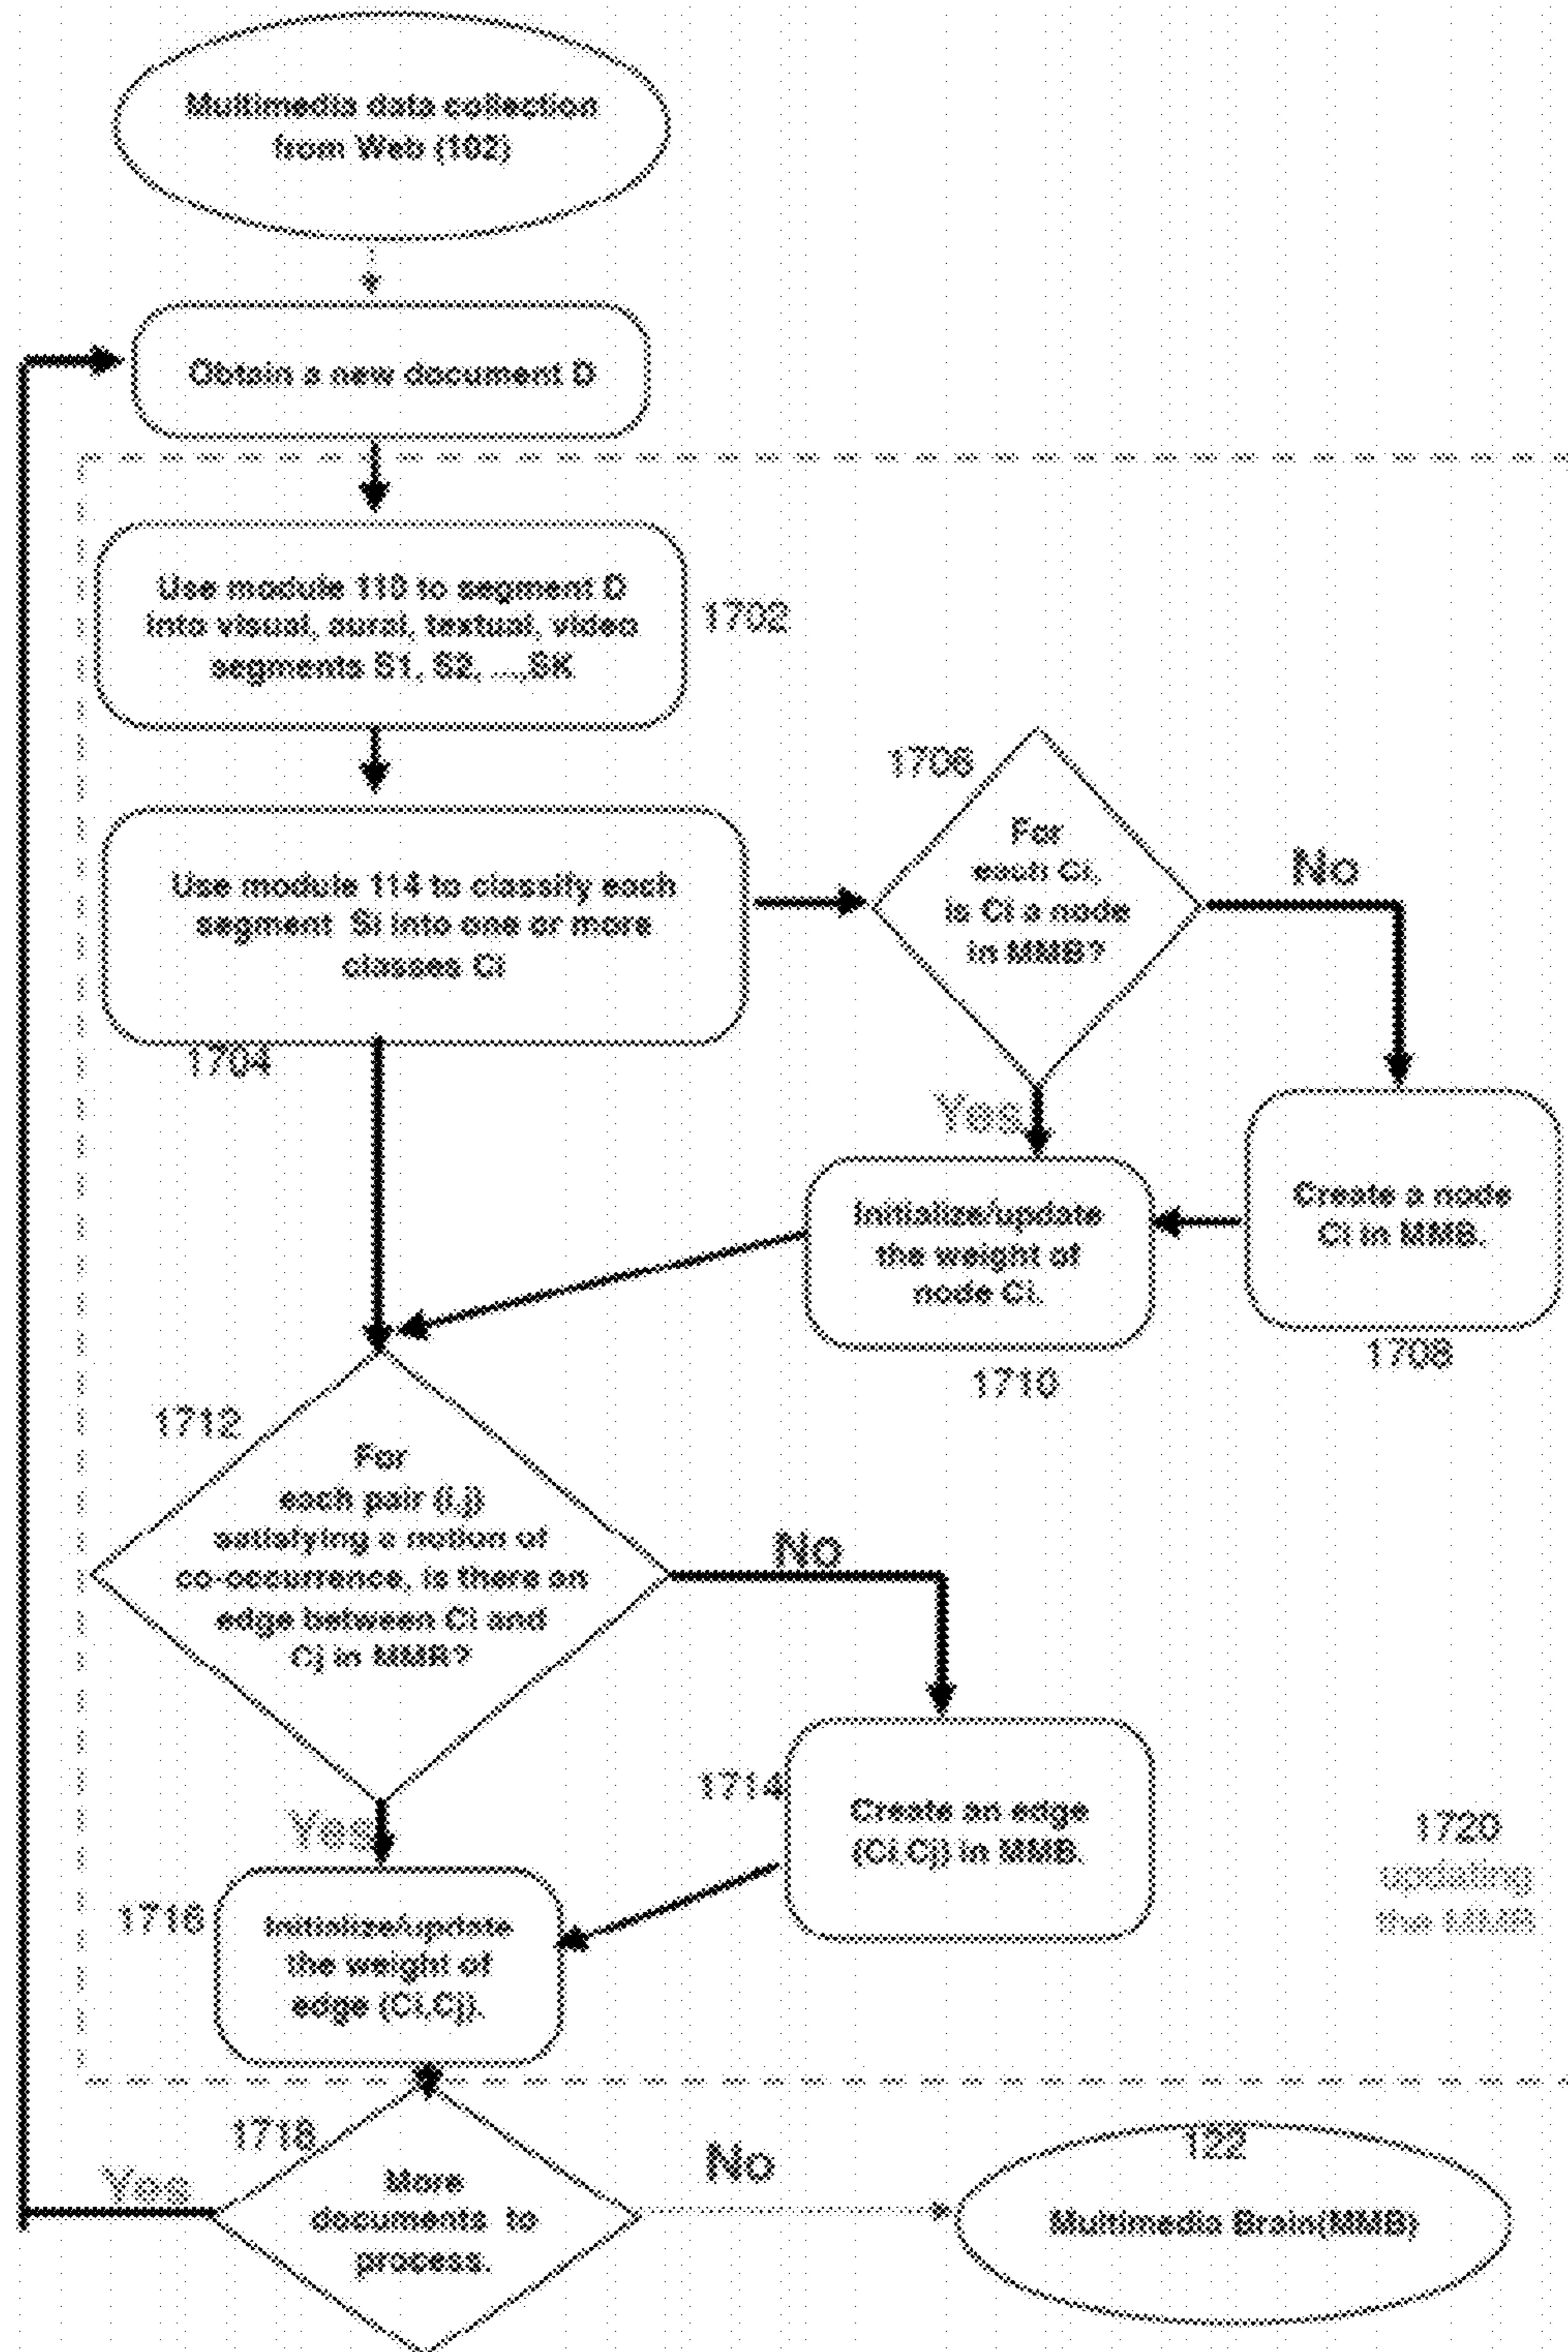 Multimedia data collection
from Web (102)
Obtain a new document D
Use module 110 to segment D
into visual, aural, textual, video
segments S1, S2, ...,SK
1702
Use module 114 to classify each
segment Si into one or more
classes Ci
1704
1706
For
each Ci,
is Ci a node
in MMB?
No
Yes
Create a node
Ci in MMB.
1708
Initialize/update
the weight of
node Ci.
1710
1712
For
each pair (i,j)
satisfying a notion of
co-occurrence, is there an
edge between Ci and
Cj in MMB?
No
Yes
1714
Create an edge
(Ci,Cj) in MMB.
1716
Initialize/update
the weight of
edge (Ci,Cj).
1720
updating
the MMB
1718
More
documents to
process.
Yes
No
122
Multimedia Brain(MMB)